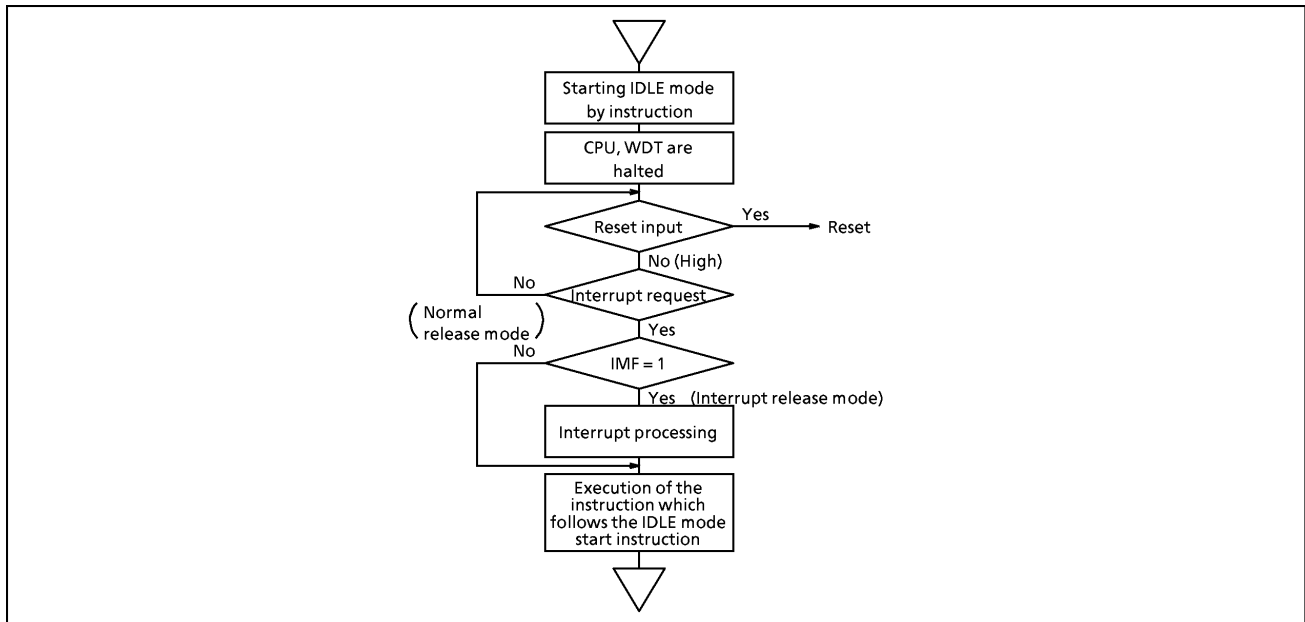 Starting IDLE mode
by instruction
CPU, WDT are
halted
Reset input
Yes
Reset
No (High)
No
Interrupt request
(Normal
release mode)
Yes
No
IMF = 1
Yes (Interrupt release mode)
Interrupt processing
Execution of the
instruction which
follows the IDLE mode
start instruction